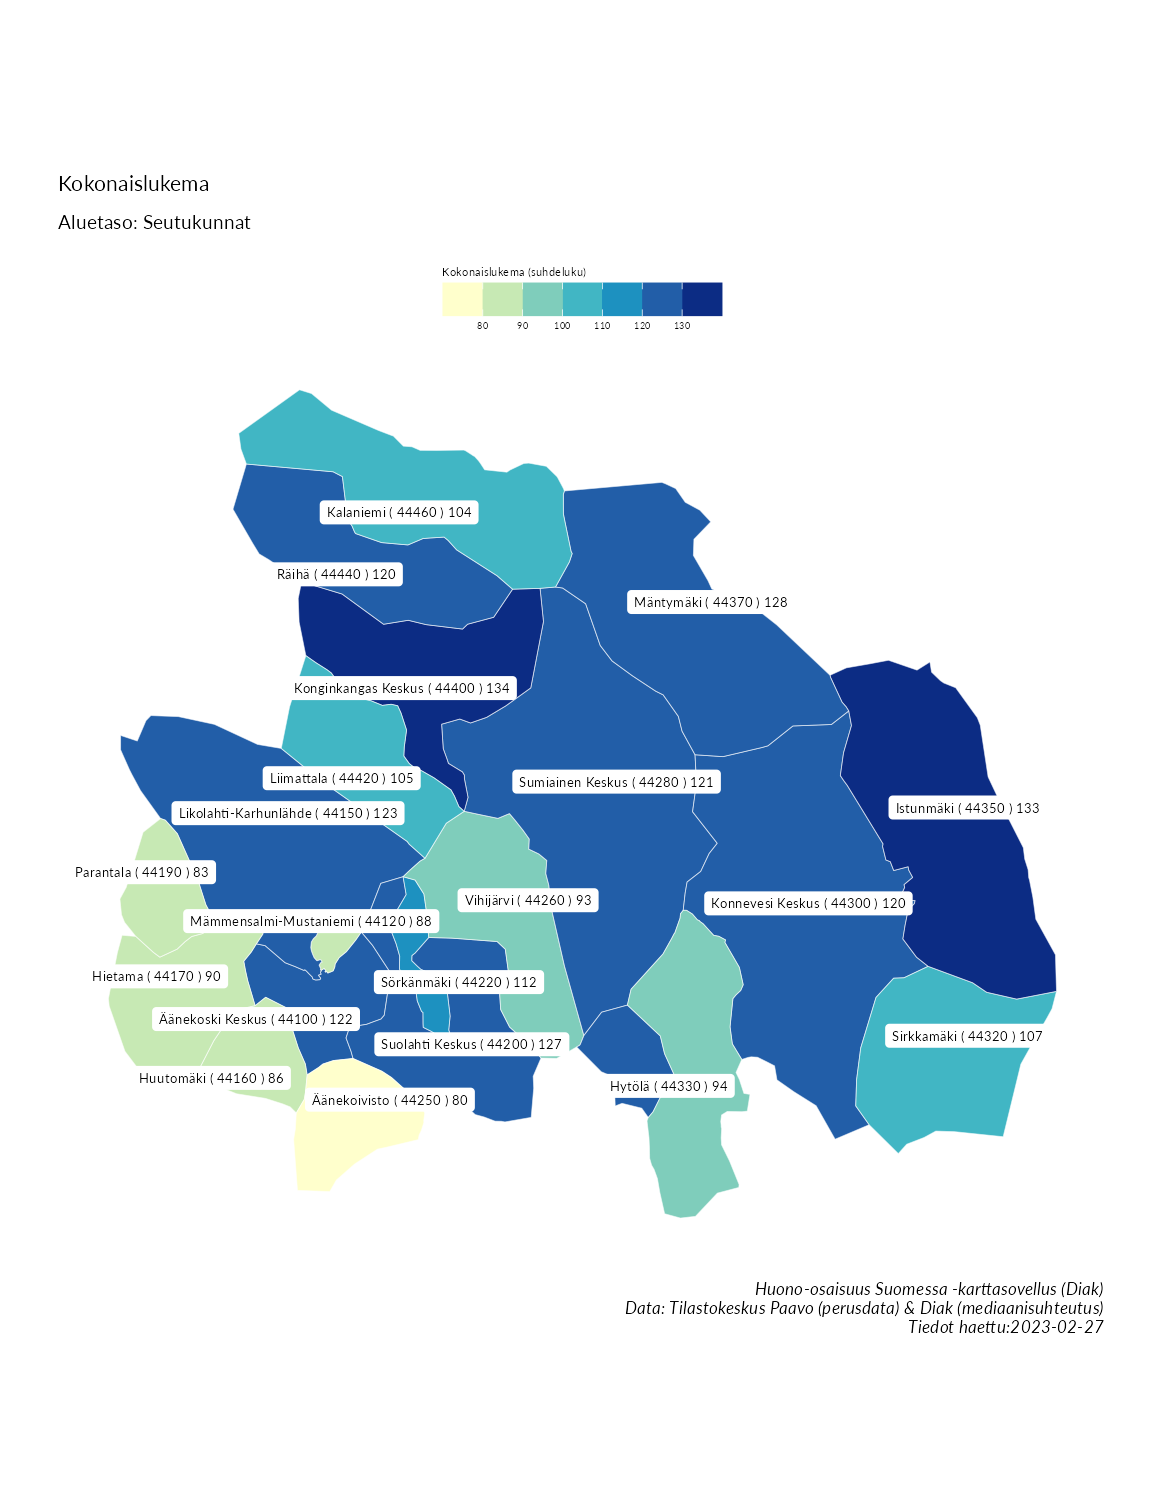 Kokonaislukema
Aluetaso: Seutukunnat
Kokonaislukema (suhdeluku)
80 90 100 110 120 130
Kalaniemi ( 44460 ) 104
Räihä ( 44440 ) 120
Mäntymäki ( 44370 ) 128
Konginkangas Keskus ( 44400 ) 134
Liimattala ( 44420 ) 105
Sumiainen Keskus ( 44280 ) 121
Istunmäki ( 44350 ) 133
Likolahti-Karhunlähde ( 44150 ) 123
Parantala ( 44190 ) 83
Vihijärvi ( 44260 ) 93
Konnevesi Keskus ( 44300 ) 120
Mämmensalmi-Mustaniemi ( 44120 ) 88
Hietama ( 44170 ) 90
Sörkänmäki ( 44220 ) 112
Äänekoski Keskus ( 44100 ) 122
Sirkkamäki ( 44320 ) 107
Suolahti Keskus ( 44200 ) 127
Huutomäki ( 44160 ) 86
Hytölä ( 44330 ) 94
Äänekoivisto ( 44250 ) 80
Huono-osaisuus Suomessa -karttasovellus (Diak)
Data: Tilastokeskus Paavo (perusdata) & Diak (mediaanisuhteutus)
Tiedot haettu:2023-02-27